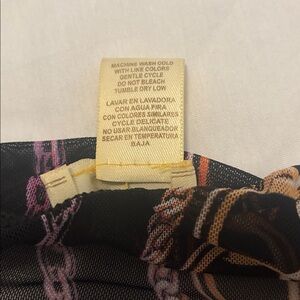 MACHINE WASH COLD
WITH LIKE COLORS
GENTLE CYCLE
DO NOT BLEACH
TUMBLE DRY LOW
LAVAR EN LAVADORA
CON AGUA FIRA
CON COLORES SIMILARES
CYCLE DELICATE
NO USAR BLANQUEADOR
SECAR EN TEMPERATURA
BAJA